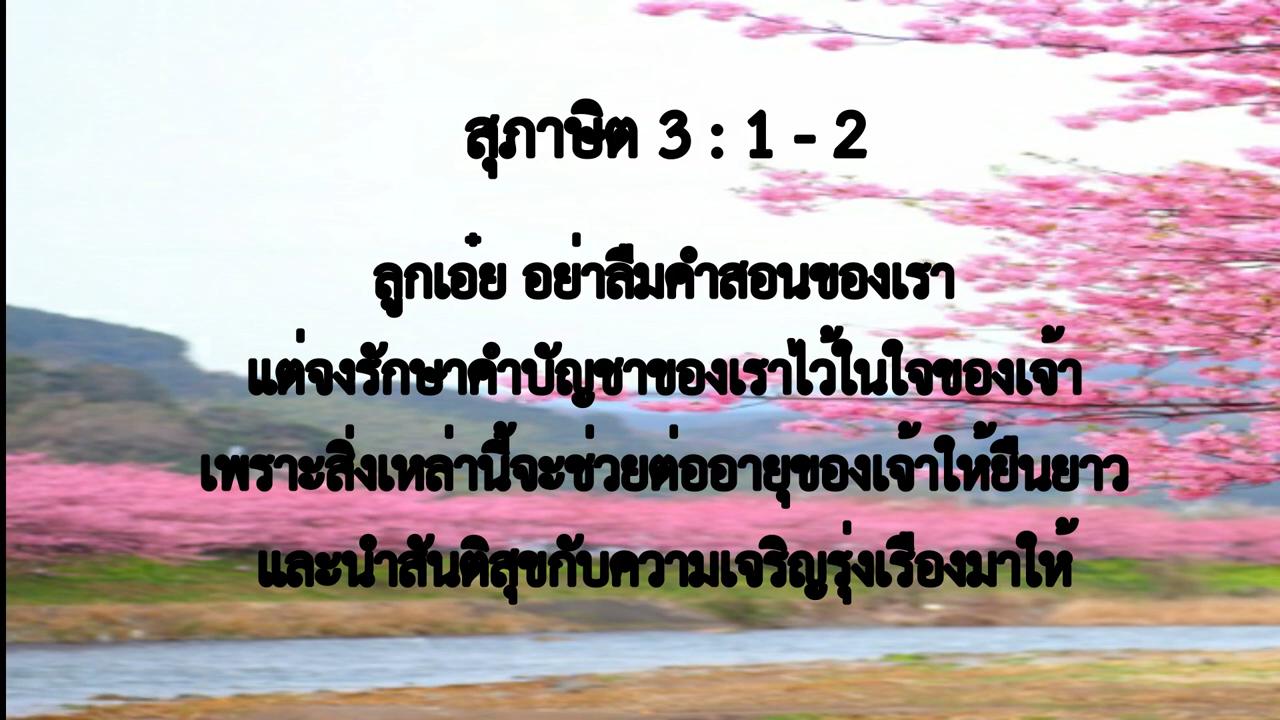 สุภาษิต 3 : 1 - 2
ลูกเอ๋ย อย่าลืมคำสอนของเรา
แต่จงรักษาคำบัญชาของเราไว้ในใจของเจ้า
เพราะสิ่งเหล่านี้จะช่วยต่ออายุของเจ้าให้ยืนยาว
และนำสันติสุขกับความเจริญรุ่งเรืองมาให้